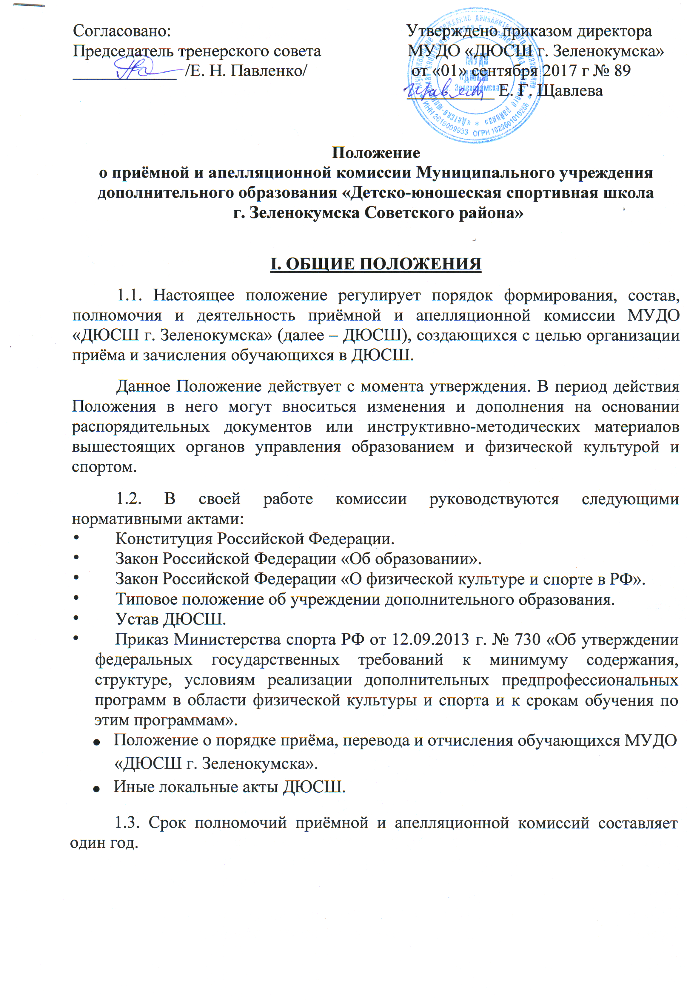 Согласовано:
Председатель тренерского совета
/Е. Н. Павленко/
Утверждено приказом директора
МУДО «ДЮСШ г. Зеленокумска»
от «01» сентября 2017 г № 89
Е. Г. Щавлева
МУДО
«ДЮСШ
г. Зеленокумска»
ИНН 2619009933 ОГРН 1022601010266
Положение
о приёмной и апелляционной комиссии Муниципального учреждения
дополнительного образования «Детско-юношеская спортивная школа
г. Зеленокумска Советского района»
I. ОБЩИЕ ПОЛОЖЕНИЯ
1.1. Настоящее положение регулирует порядок формирования, состав,
полномочия и деятельность приёмной и апелляционной комиссии МУДО
«ДЮСШ г. Зеленокумска» (далее – ДЮСШ), создающихся с целью организации
приёма и зачисления обучающихся в ДЮСШ.
Данное Положение действует с момента утверждения. В период действия
Положения в него могут вноситься изменения и дополнения на основании
распорядительных документов или инструктивно-методических материалов
вышестоящих органов управления образованием и физической культурой и
спортом.
1.2. В своей работе комиссии руководствуются следующими
нормативными актами:
• Конституция Российской Федерации.
• Закон Российской Федерации «Об образовании».
• Закон Российской Федерации «О физической культуре и спорте в РФ».
• Типовое положение об учреждении дополнительного образования.
• Устав ДЮСШ.
• Приказ Министерства спорта РФ от 12.09.2013 г. № 730 «Об утверждении
федеральных государственных требований к минимуму содержания,
структуре, условиям реализации дополнительных предпрофессиональных
программ в области физической культуры и спорта и к срокам обучения по
этим программам».
• Положение о порядке приёма, перевода и отчисления обучающихся МУДО
«ДЮСШ г. Зеленокумска».
• Иные локальные акты ДЮСШ.
1.3. Срок полномочий приёмной и апелляционной комиссий составляет
один год.